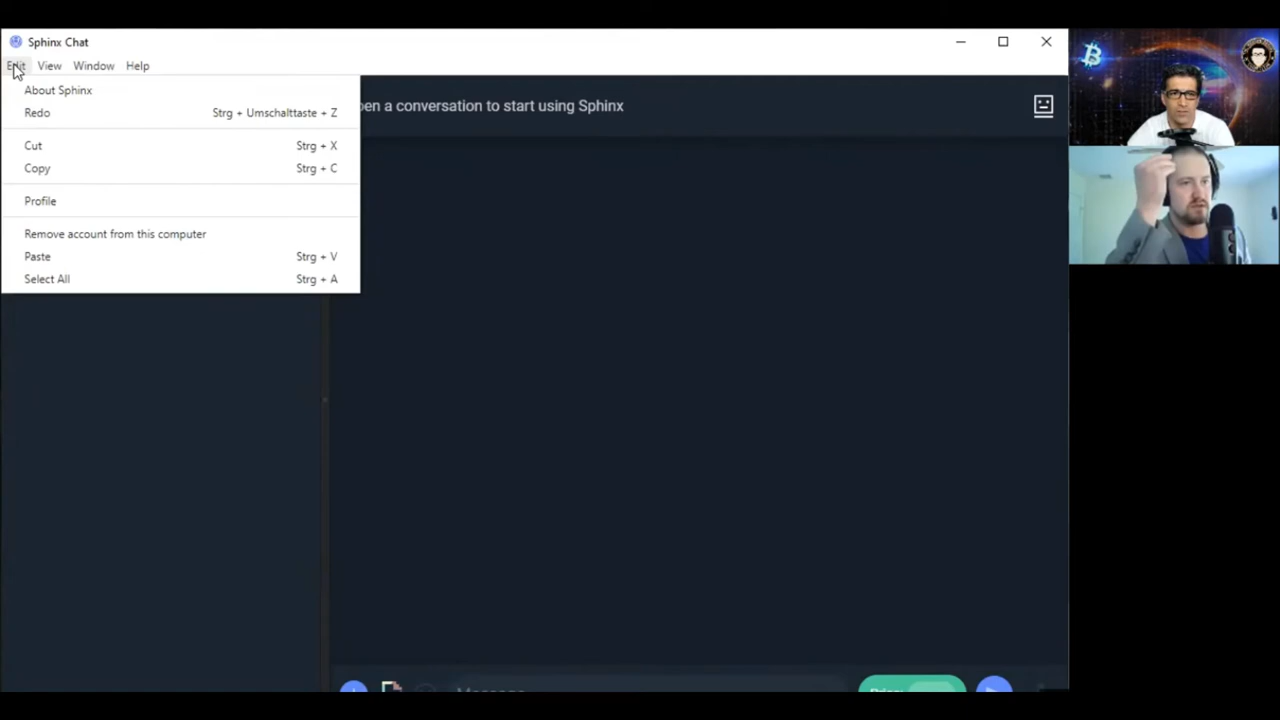 Sphinx Chat
Edit View Window Help
About Sphinx
Redo Strg + Umschalttaste + Z
Cut Strg + X
Copy Strg + C
Profile
Remove account from this computer
Paste Strg + V
Select All Strg + A
pen a conversation to start using Sphinx